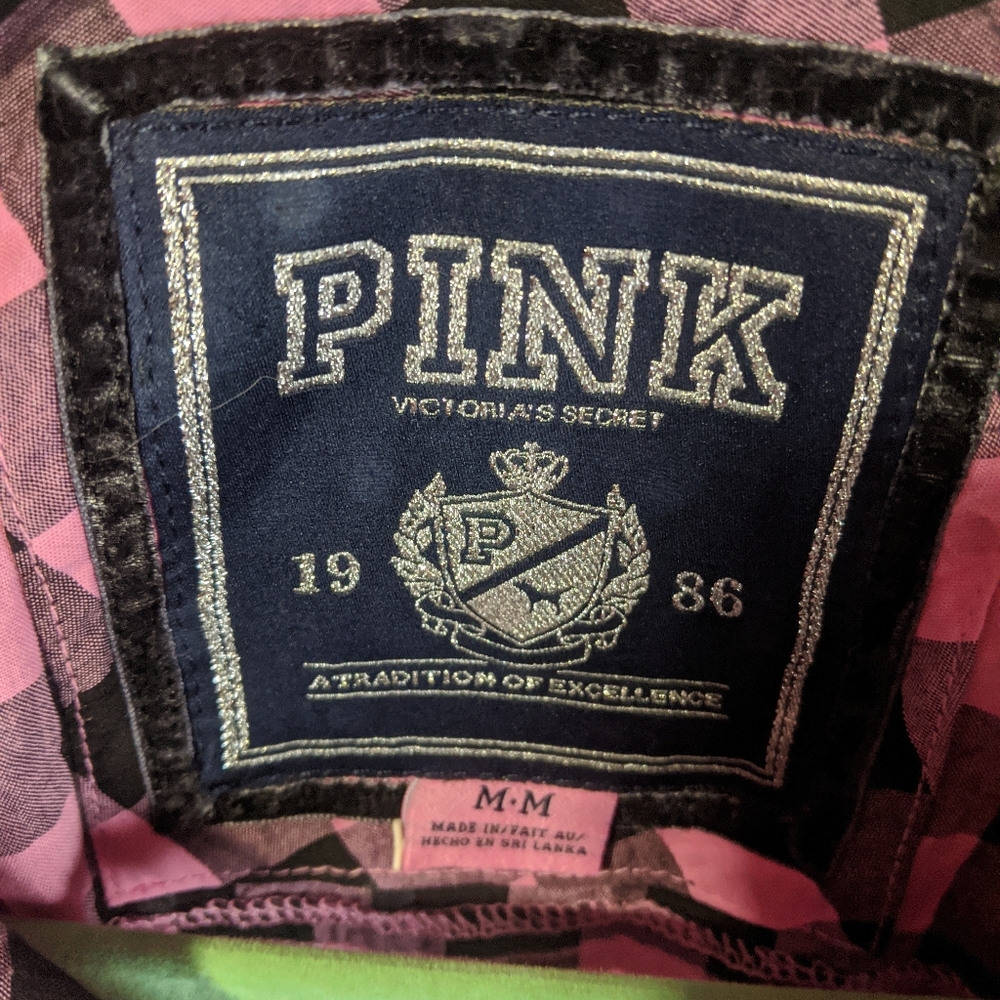 PINK
VICTORIA'S SECRET
P
19 86
A TRADITION OF EXCELLENCE
M·M
MADE IN/FAIT AU/
HECHO EN SRI LANKA